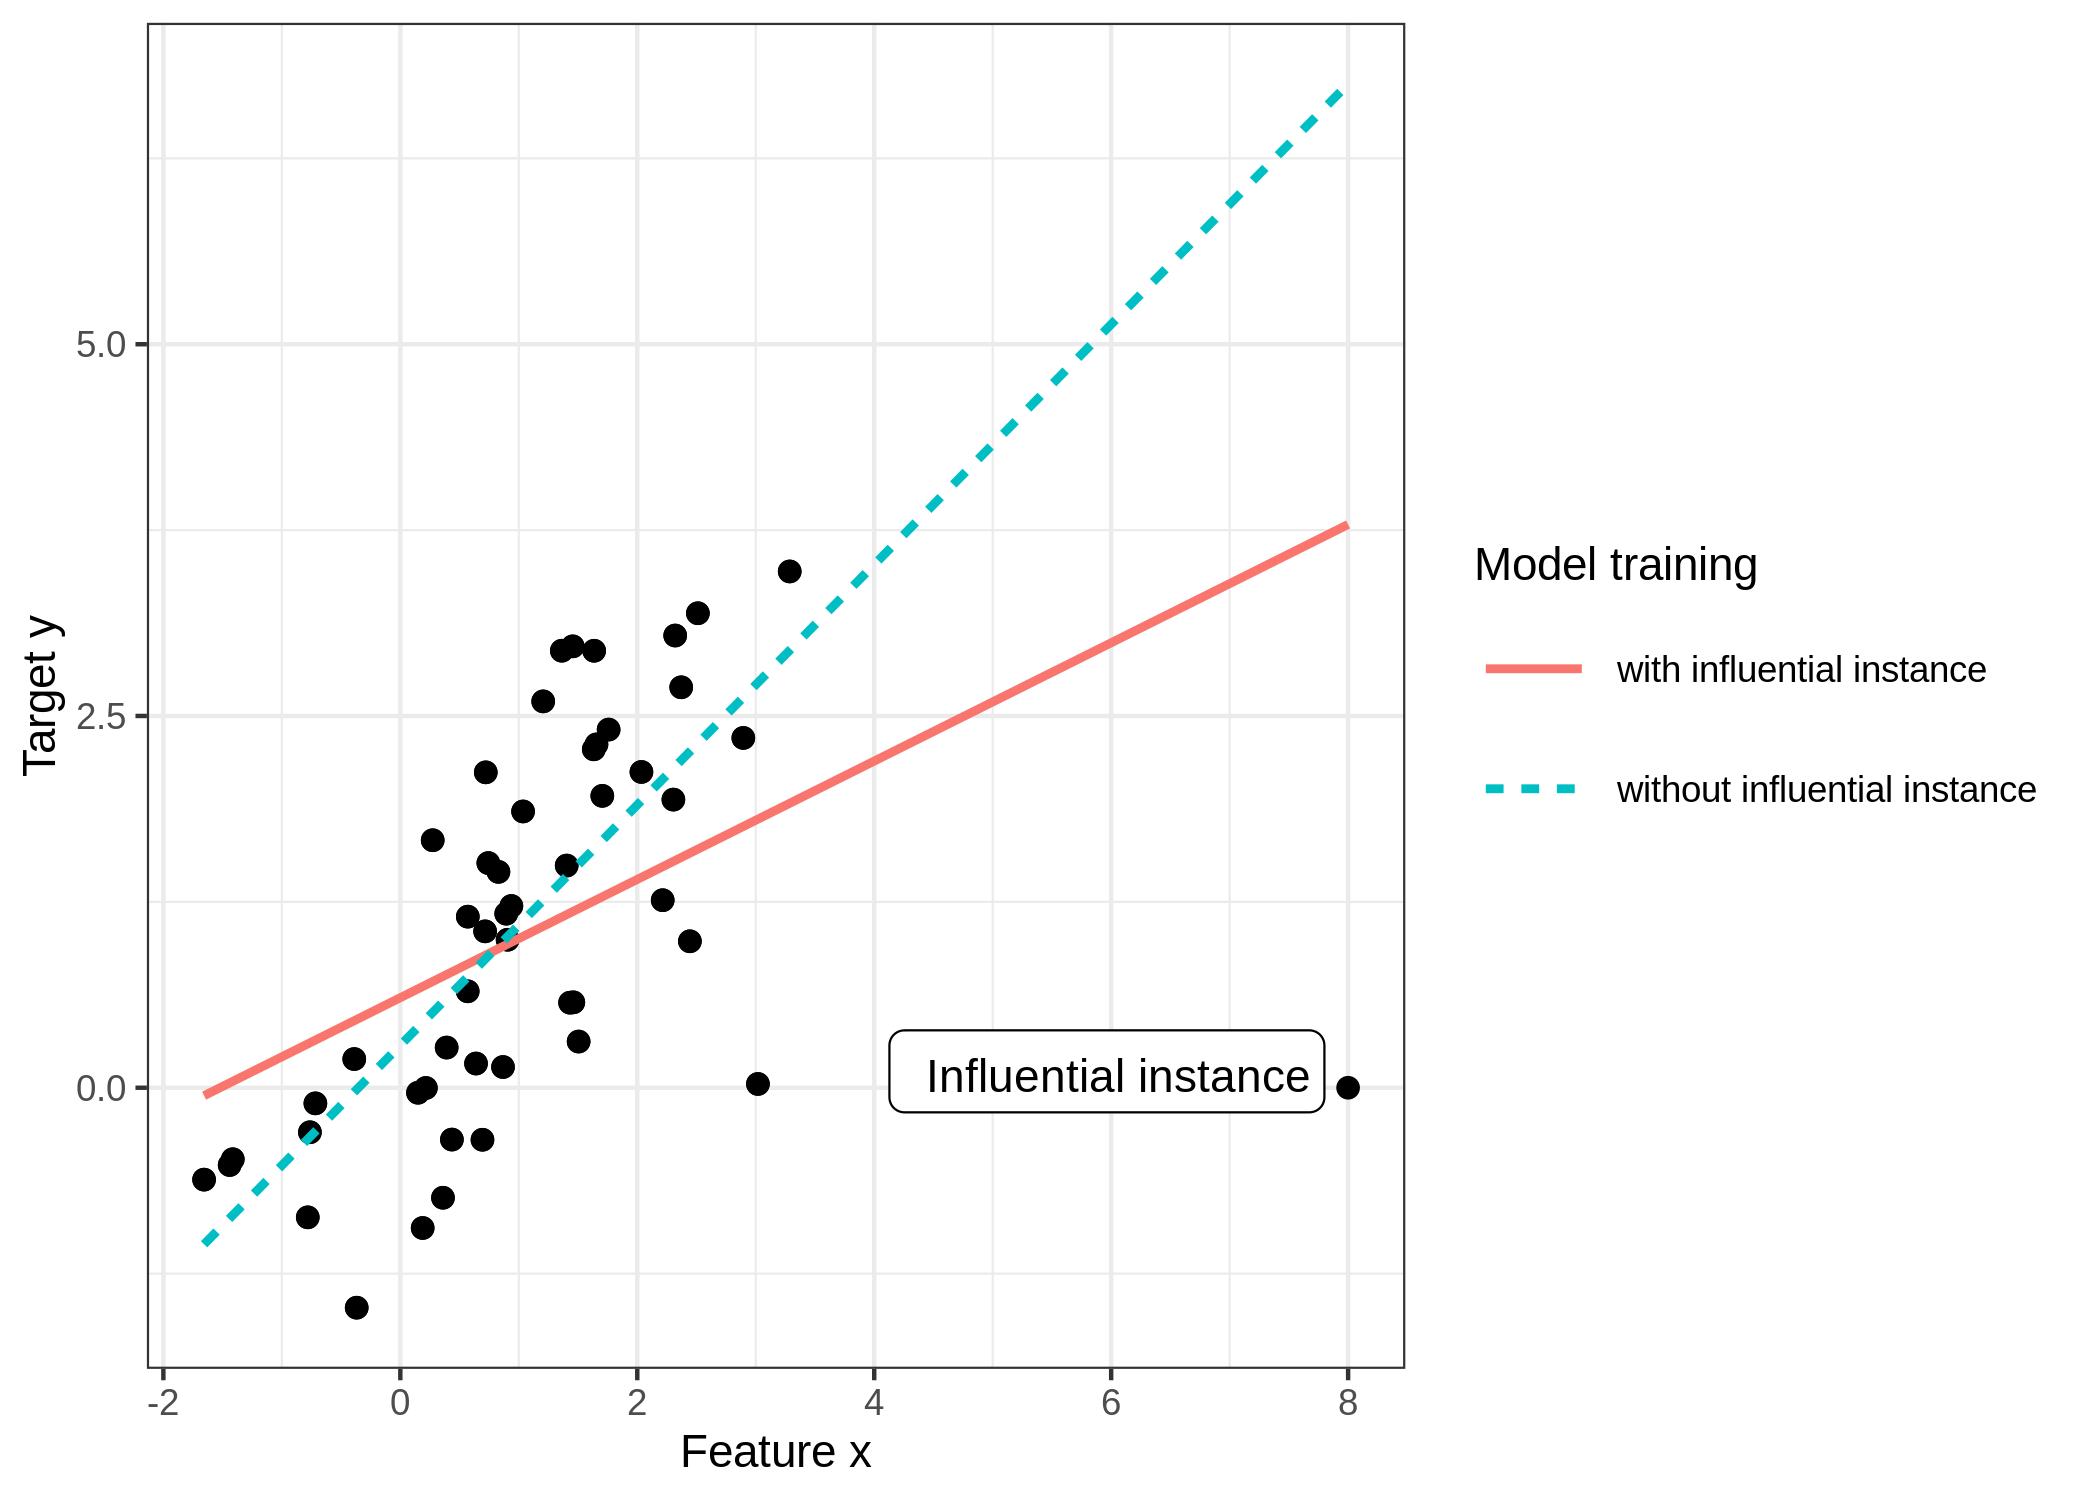 Target y
5.0
2.5
0.0
-2 0 2 4 6 8
Feature x
Influential instance
Model training
with influential instance
without influential instance